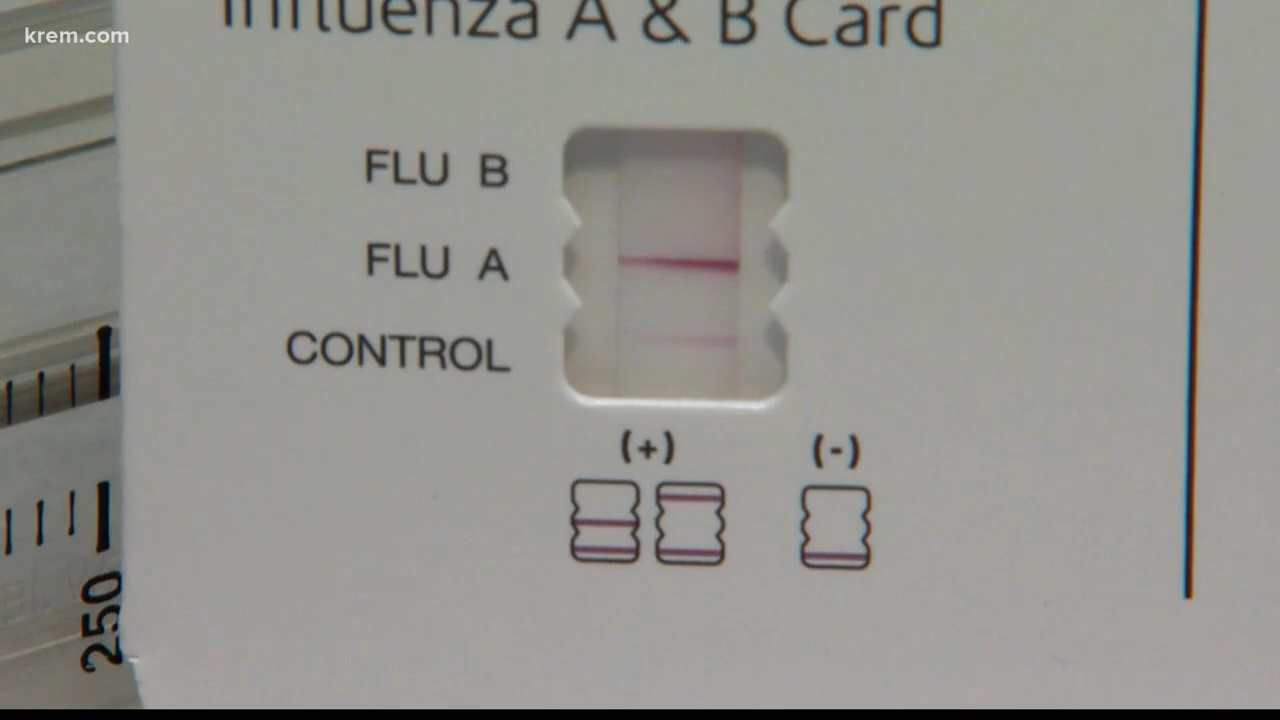 krem.com
Influenza A & B Card
FLU B
FLU A
CONTROL
(+) (-)
250